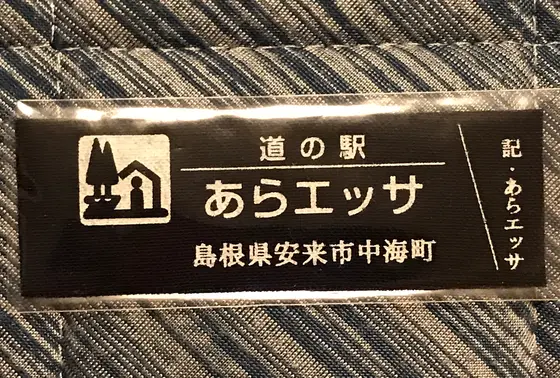 道の駅
あらエッサ
島根県安来市中海町
記・あらエッサ